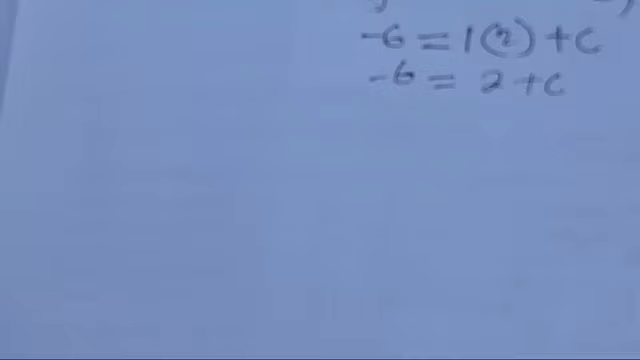 -6 = 1(2) + c
-6 = 2 + c